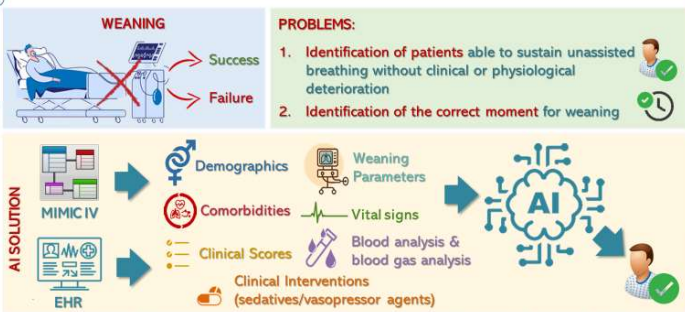 WEANING
Success
Failure
PROBLEMS:
1. Identification of patients able to sustain unassisted
breathing without clinical or physiological
deterioration
2. Identification of the correct moment for weaning
AI SOLUTION
MIMIC IV
EHR
Demographics
Comorbidities
Clinical Scores
Weaning
Parameters
Vital signs
Blood analysis &
blood gas analysis
Clinical Interventions
(sedatives/vasopressor agents)
AI